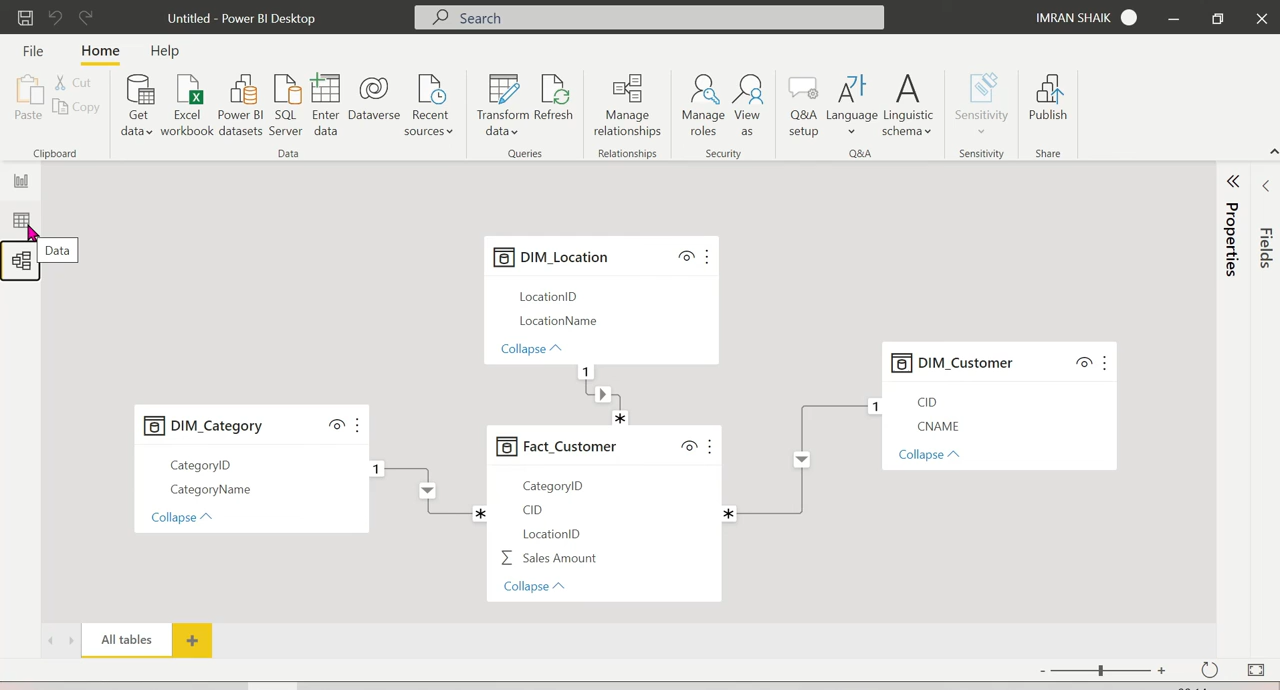 Untitled - Power BI Desktop
Search
IMRAN SHAIK
File Home Help
Paste
Cut
Copy
Clipboard
Get data
Excel workbook
Power BI datasets
SQL Server
Enter data
Dataverse
Recent sources
Data
Transform data
Refresh
Queries
Manage relationships
Relationships
Manage roles
View as
Security
Q&A setup
Language
Linguistic schema
Q&A
Sensitivity
Sensitivity
Publish
Share
Data
Properties
Fields
DIM_Location
LocationID
LocationName
Collapse
1
*
DIM_Customer
CID
CNAME
Collapse
1
*
DIM_Category
CategoryID
CategoryName
Collapse
1
*
Fact_Customer
CategoryID
CID
LocationID
Σ Sales Amount
Collapse
All tables
+
- +